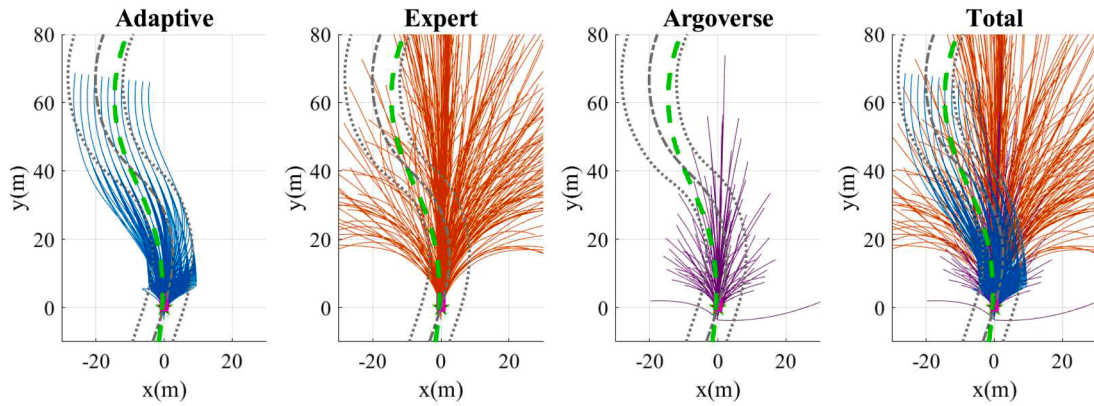 Adaptive Expert Argoverse Total
80 80 80 80
60 60 60 60
40 40 40 40
20 20 20 20
0 0 0 0
y(m) y(m) y(m) y(m)
-20 0 20 -20 0 20 -20 0 20 -20 0 20
x(m) x(m) x(m) x(m)